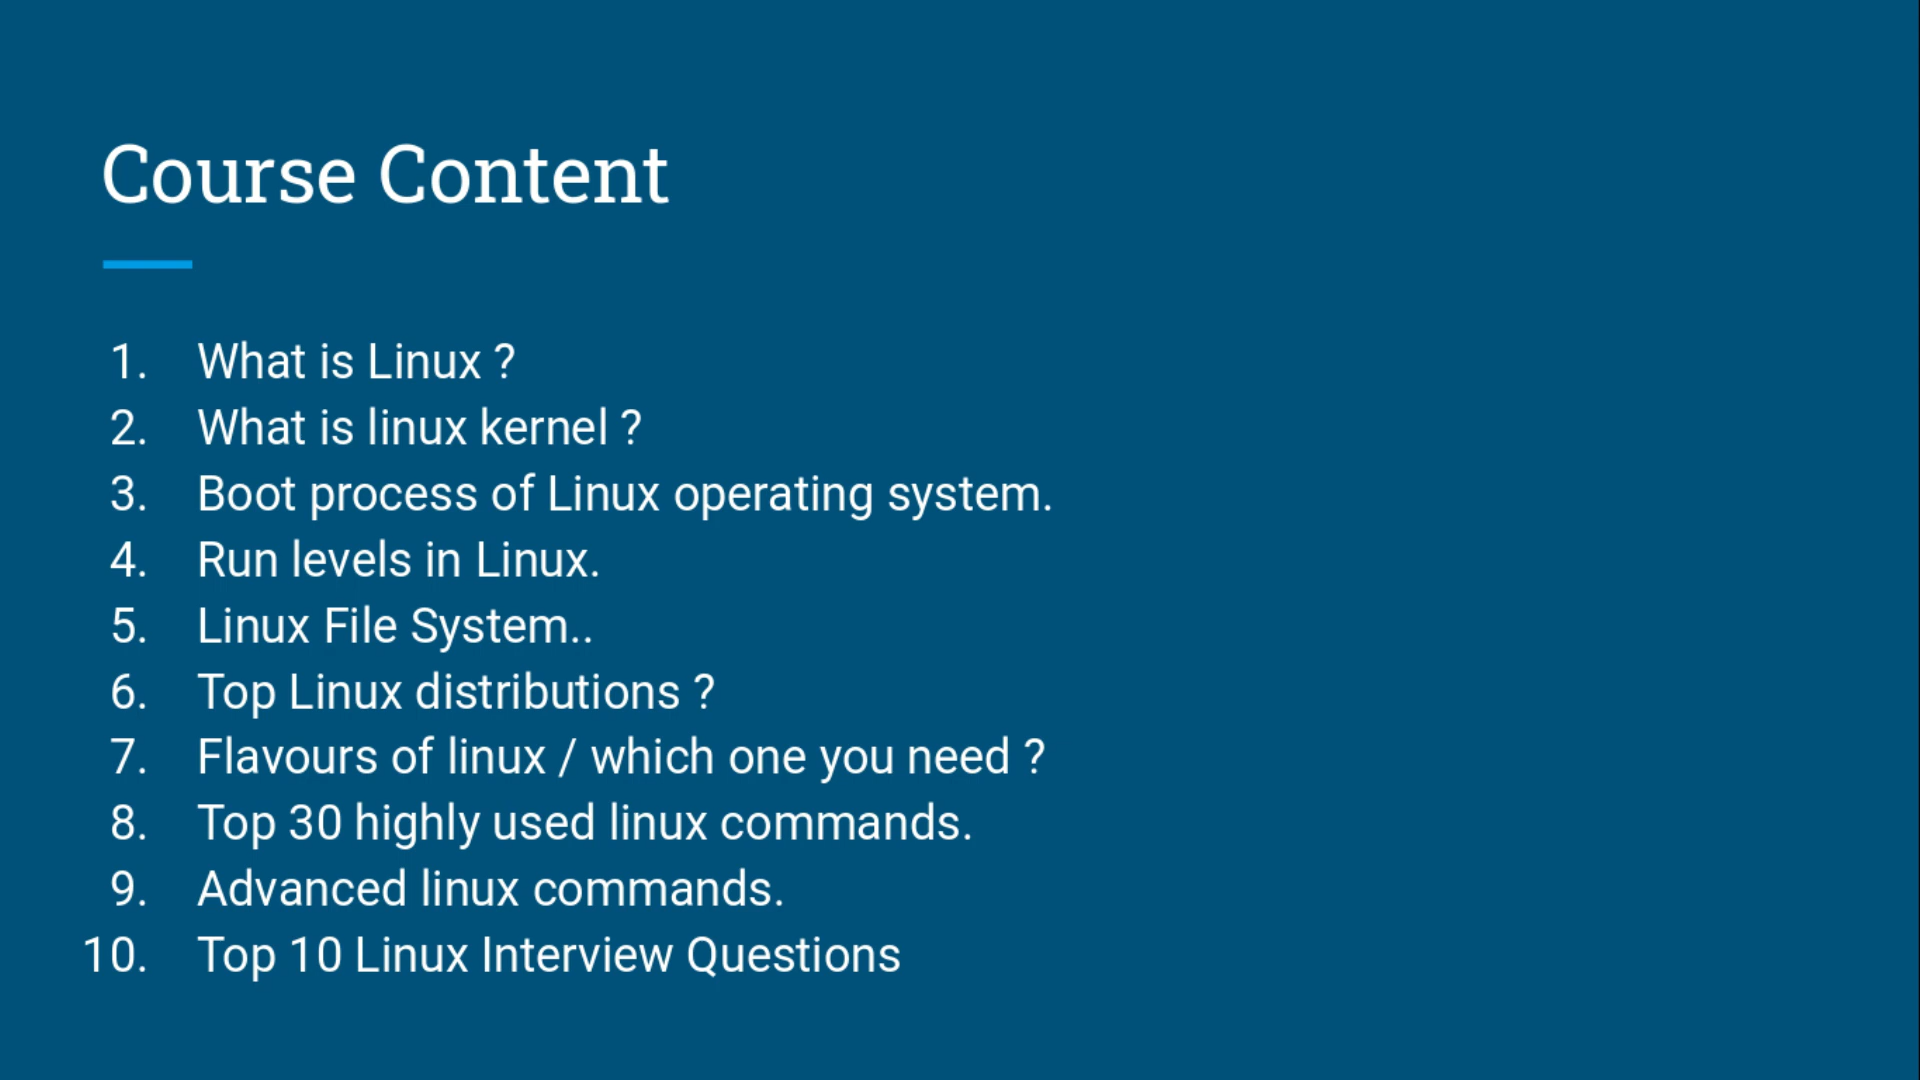 Course Content
1. What is Linux ?
2. What is linux kernel ?
3. Boot process of Linux operating system.
4. Run levels in Linux.
5. Linux File System..
6. Top Linux distributions ?
7. Flavours of linux / which one you need ?
8. Top 30 highly used linux commands.
9. Advanced linux commands.
10. Top 10 Linux Interview Questions